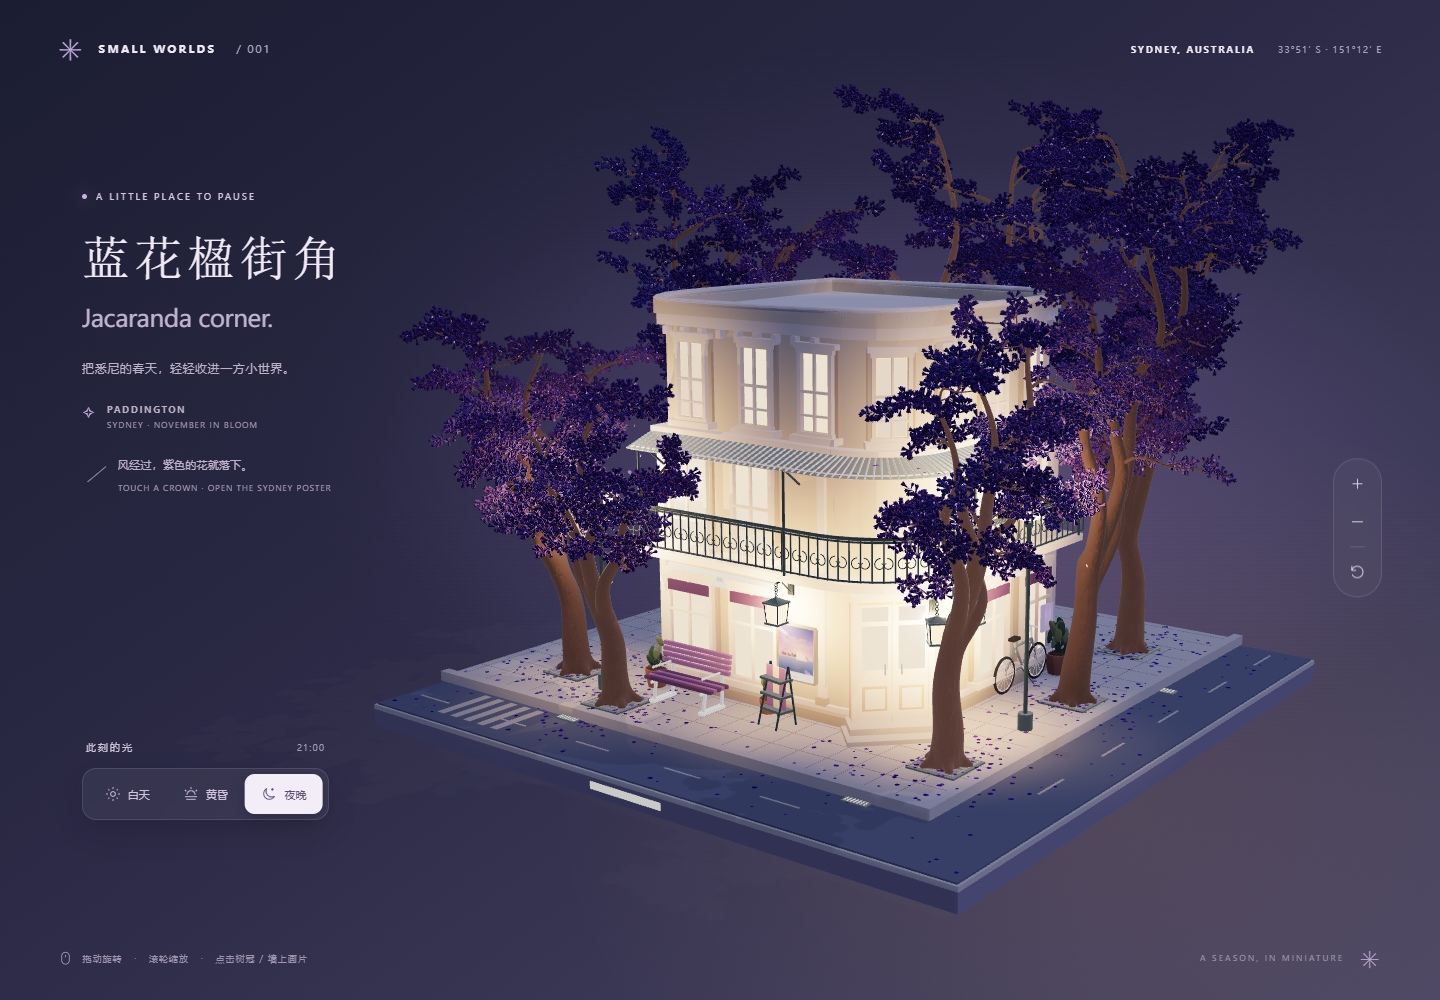 SMALL WORLDS / 001
SYDNEY, AUSTRALIA 33°51′ S · 151°12′ E
A LITTLE PLACE TO PAUSE
蓝花楹街角
Jacaranda corner.
把悉尼的春天，轻轻收进一方小世界。
PADDINGTON
SYDNEY · NOVEMBER IN BLOOM
风经过，紫色的花就落下。
TOUCH A CROWN · OPEN THE SYDNEY POSTER
此刻的光 21:00
白天 黄昏 夜晚
拖动旋转 · 滚轮缩放 · 点击树冠 / 墙上画片
A SEASON, IN MINIATURE